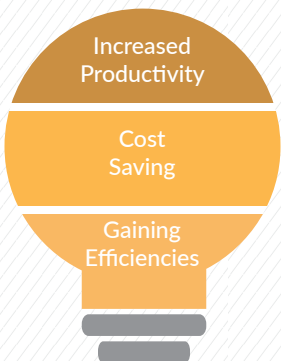 Increased
Productivity
Cost
Saving
Gaining
Efficiencies